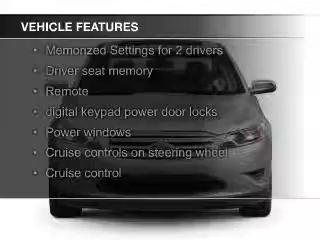 VEHICLE FEATURES
• Memorized Settings for 2 drivers
• Driver seat memory
• Remote
• digital keypad power door locks
• Power windows
• Cruise controls on steering wheel
• Cruise control